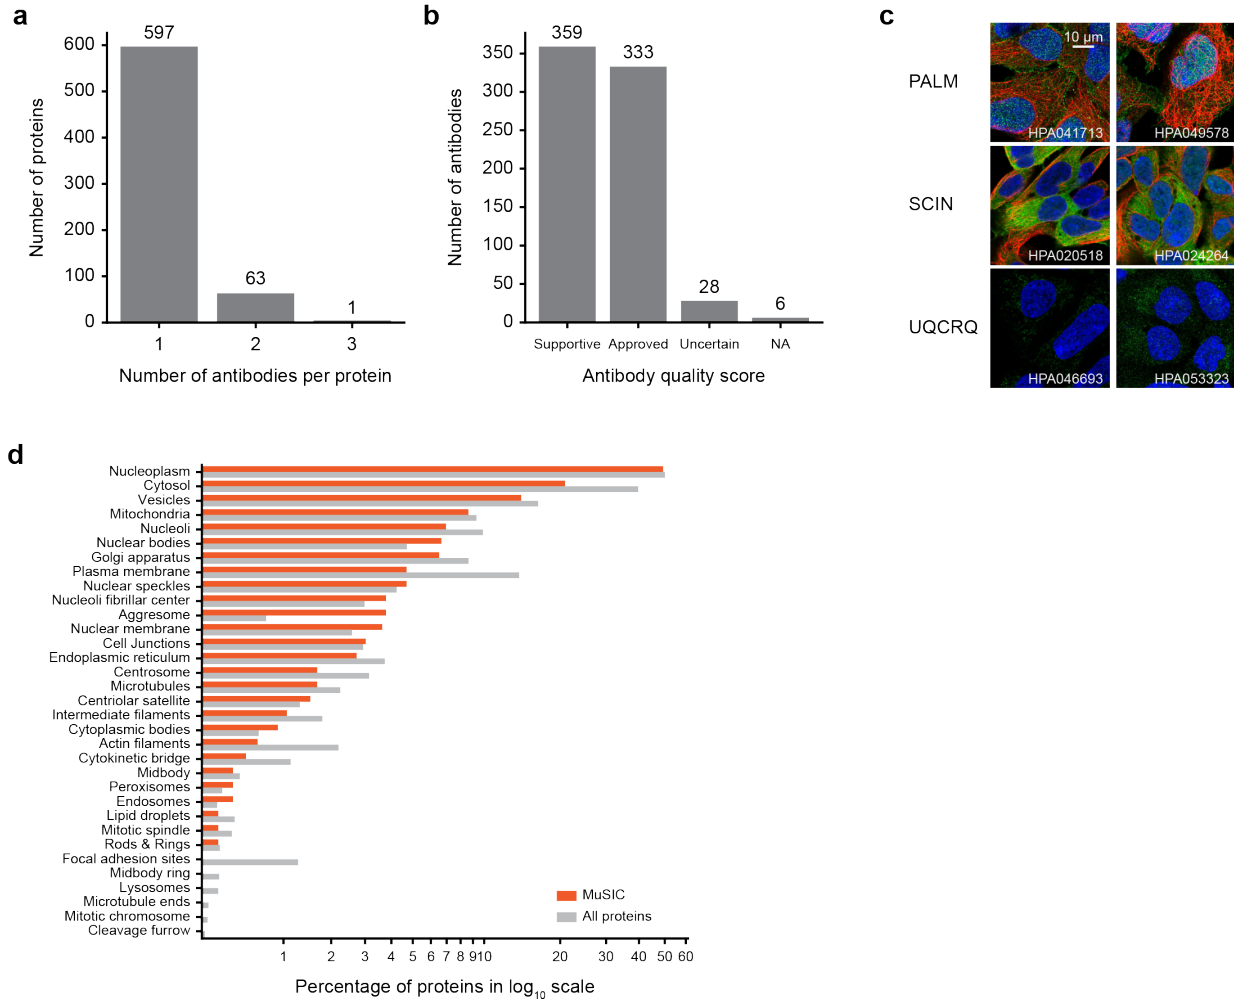 a
Number of proteins
600
500
400
300
200
100
0
597
63
1
1
2
3
Number of antibodies per protein
b
Number of antibodies
350
300
250
200
150
100
50
0
359
333
28
6
Supportive
Approved
Uncertain
NA
Antibody quality score
c
PALM
10 μm
HPA041713
HPA049578
SCIN
HPA020518
HPA024264
UQCRQ
HPA046693
HPA053323
d
Nucleoplasm
Cytosol
Vesicles
Mitochondria
Nucleoli
Nuclear bodies
Golgi apparatus
Plasma membrane
Nuclear speckles
Nucleoli fibrillar center
Aggresome
Nuclear membrane
Cell Junctions
Endoplasmic reticulum
Centrosome
Microtubules
Centriolar satellite
Intermediate filaments
Cytoplasmic bodies
Actin filaments
Cytokinetic bridge
Midbody
Peroxisomes
Endosomes
Lipid droplets
Mitotic spindle
Rods & Rings
Focal adhesion sites
Midbody ring
Lysosomes
Microtubule ends
Mitotic chromosome
Cleavage furrow
MuSIC
All proteins
1 2 3 4 5 6 7 8 9 10 20 30 40 50 60
Percentage of proteins in log10 scale